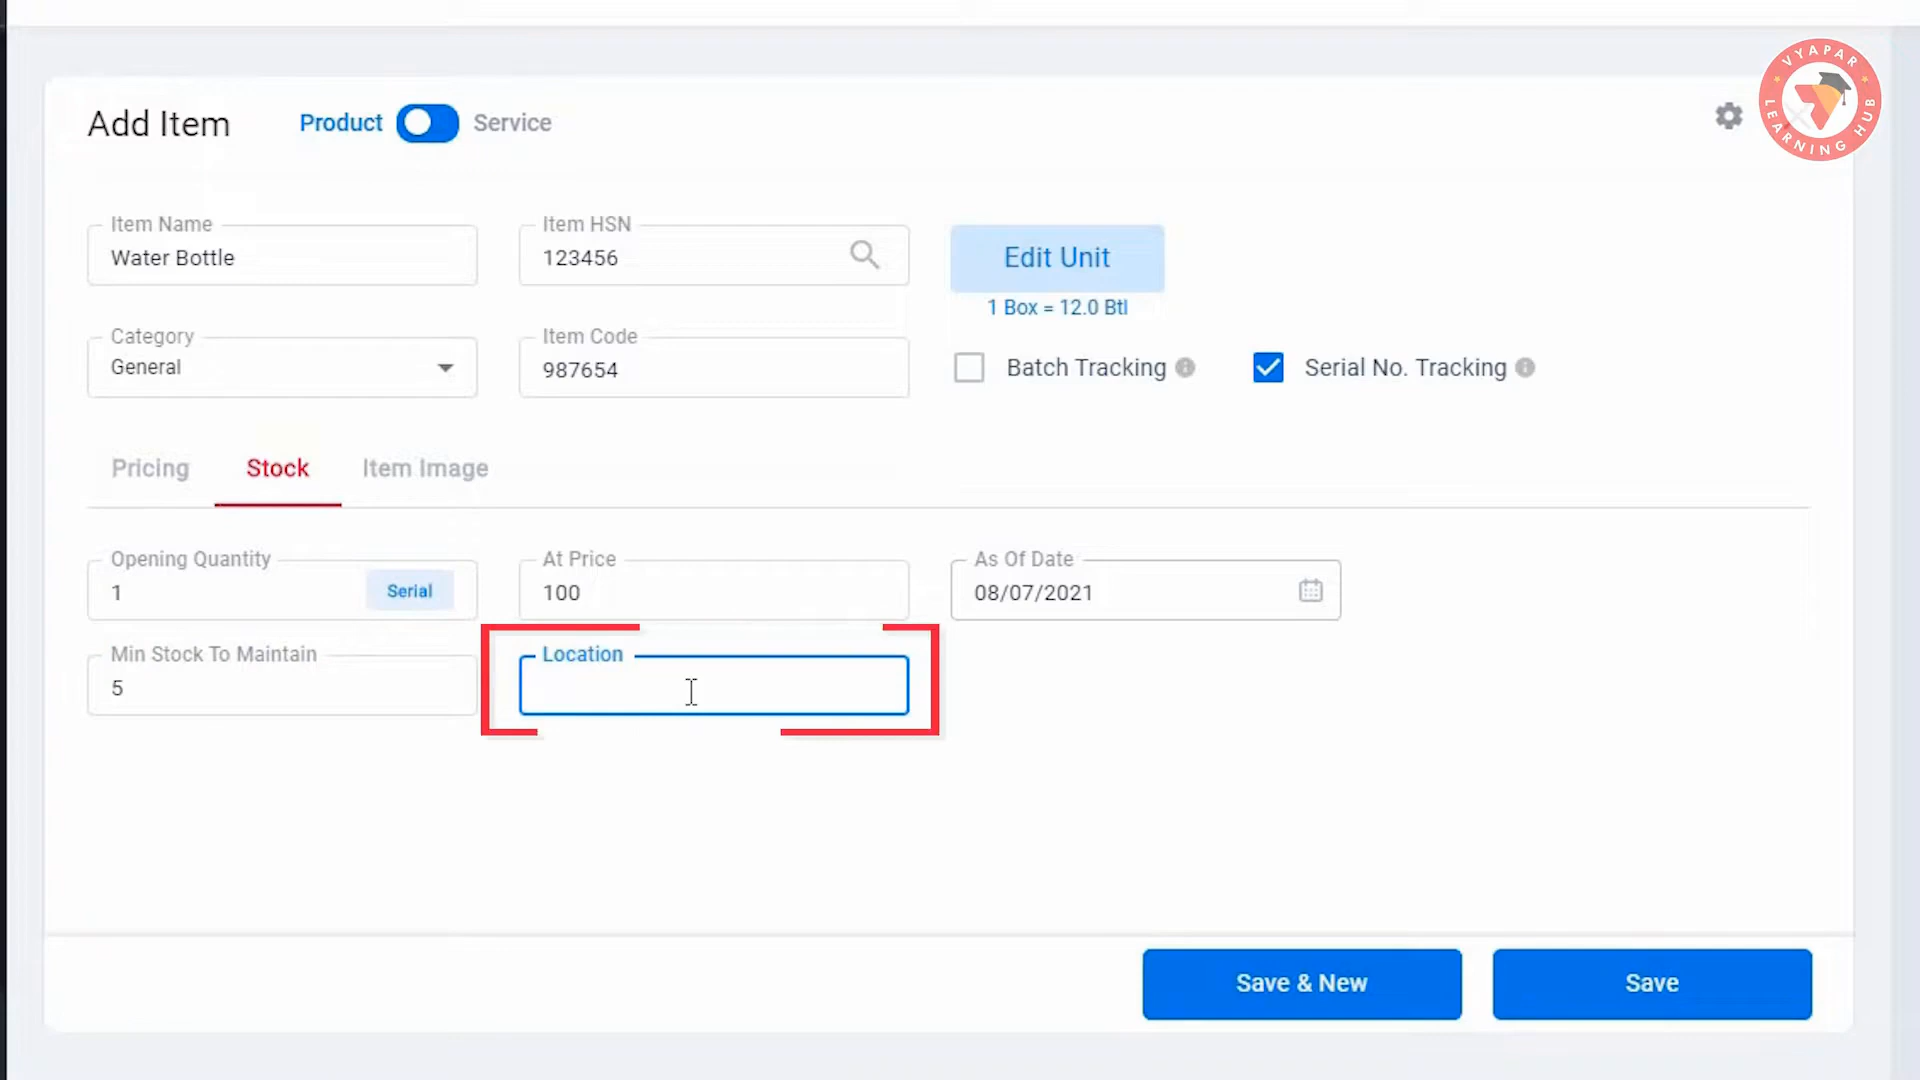 Add Item
Product Service
VYAPAR LEARNING HUB
Item Name
Water Bottle
Item HSN
123456
Edit Unit
1 Box = 12.0 Btl
Category
General
Item Code
987654
Batch Tracking
Serial No. Tracking
Pricing Stock Item Image
Opening Quantity
1 Serial
At Price
100
As Of Date
08/07/2021
Min Stock To Maintain
5
Location
Save & New Save